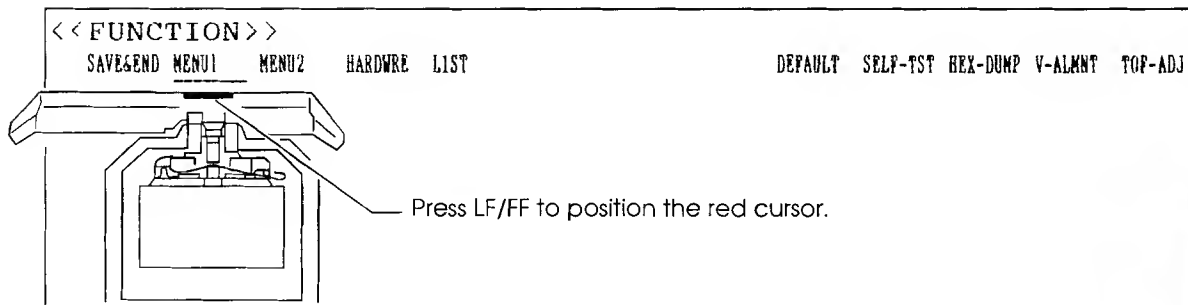 <<FUNCTION>>
SAVE&END MENU1 MENU2 HARDWRE LIST DEFAULT SELF-TST HEX-DUMP V-ALMNT TOF-ADJ
Press LF/FF to position the red cursor.